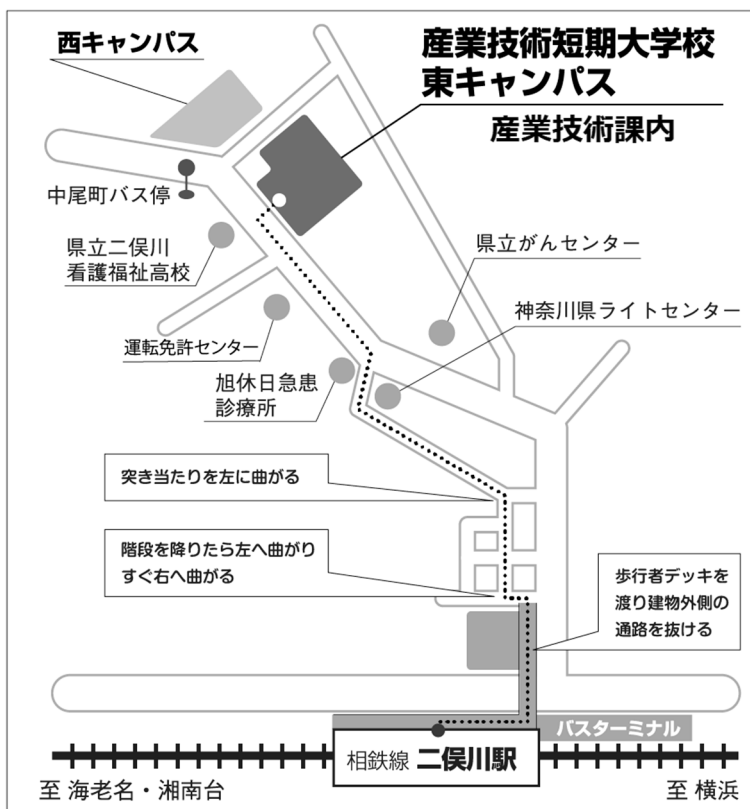 西キャンパス
産業技術短期大学校
東キャンパス
産業技術課内
中尾町バス停
県立二俣川
看護福祉高校
県立がんセンター
神奈川県ライトセンター
運転免許センター
旭休日急患
診療所
突き当たりを左に曲がる
階段を降りたら左へ曲がり
すぐ右へ曲がる
歩行者デッキを
渡り建物外側の
通路を抜ける
バスターミナル
相鉄線 二俣川駅
至 海老名・湘南台
至 横浜